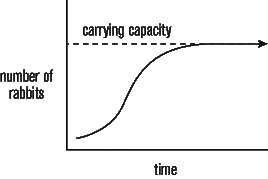 carrying capacity
number of
rabbits
time